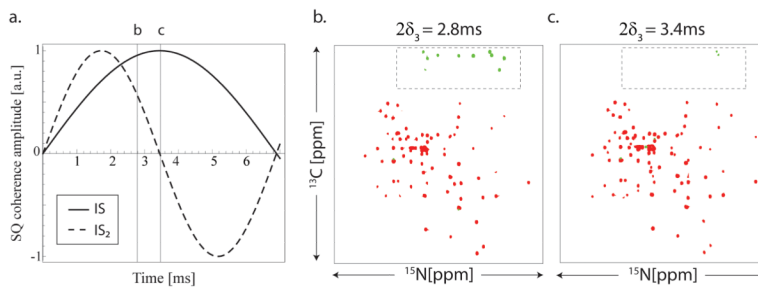 a.
b c
SQ coherence amplitude [a.u.]
1
0
-1
1 2 3 4 5 6
IS
IS₂
Time [ms]
b.
2δ₃ = 2.8ms
¹³C [ppm]
¹⁵N[ppm]
c.
2δ₃ = 3.4ms
¹⁵N[ppm]